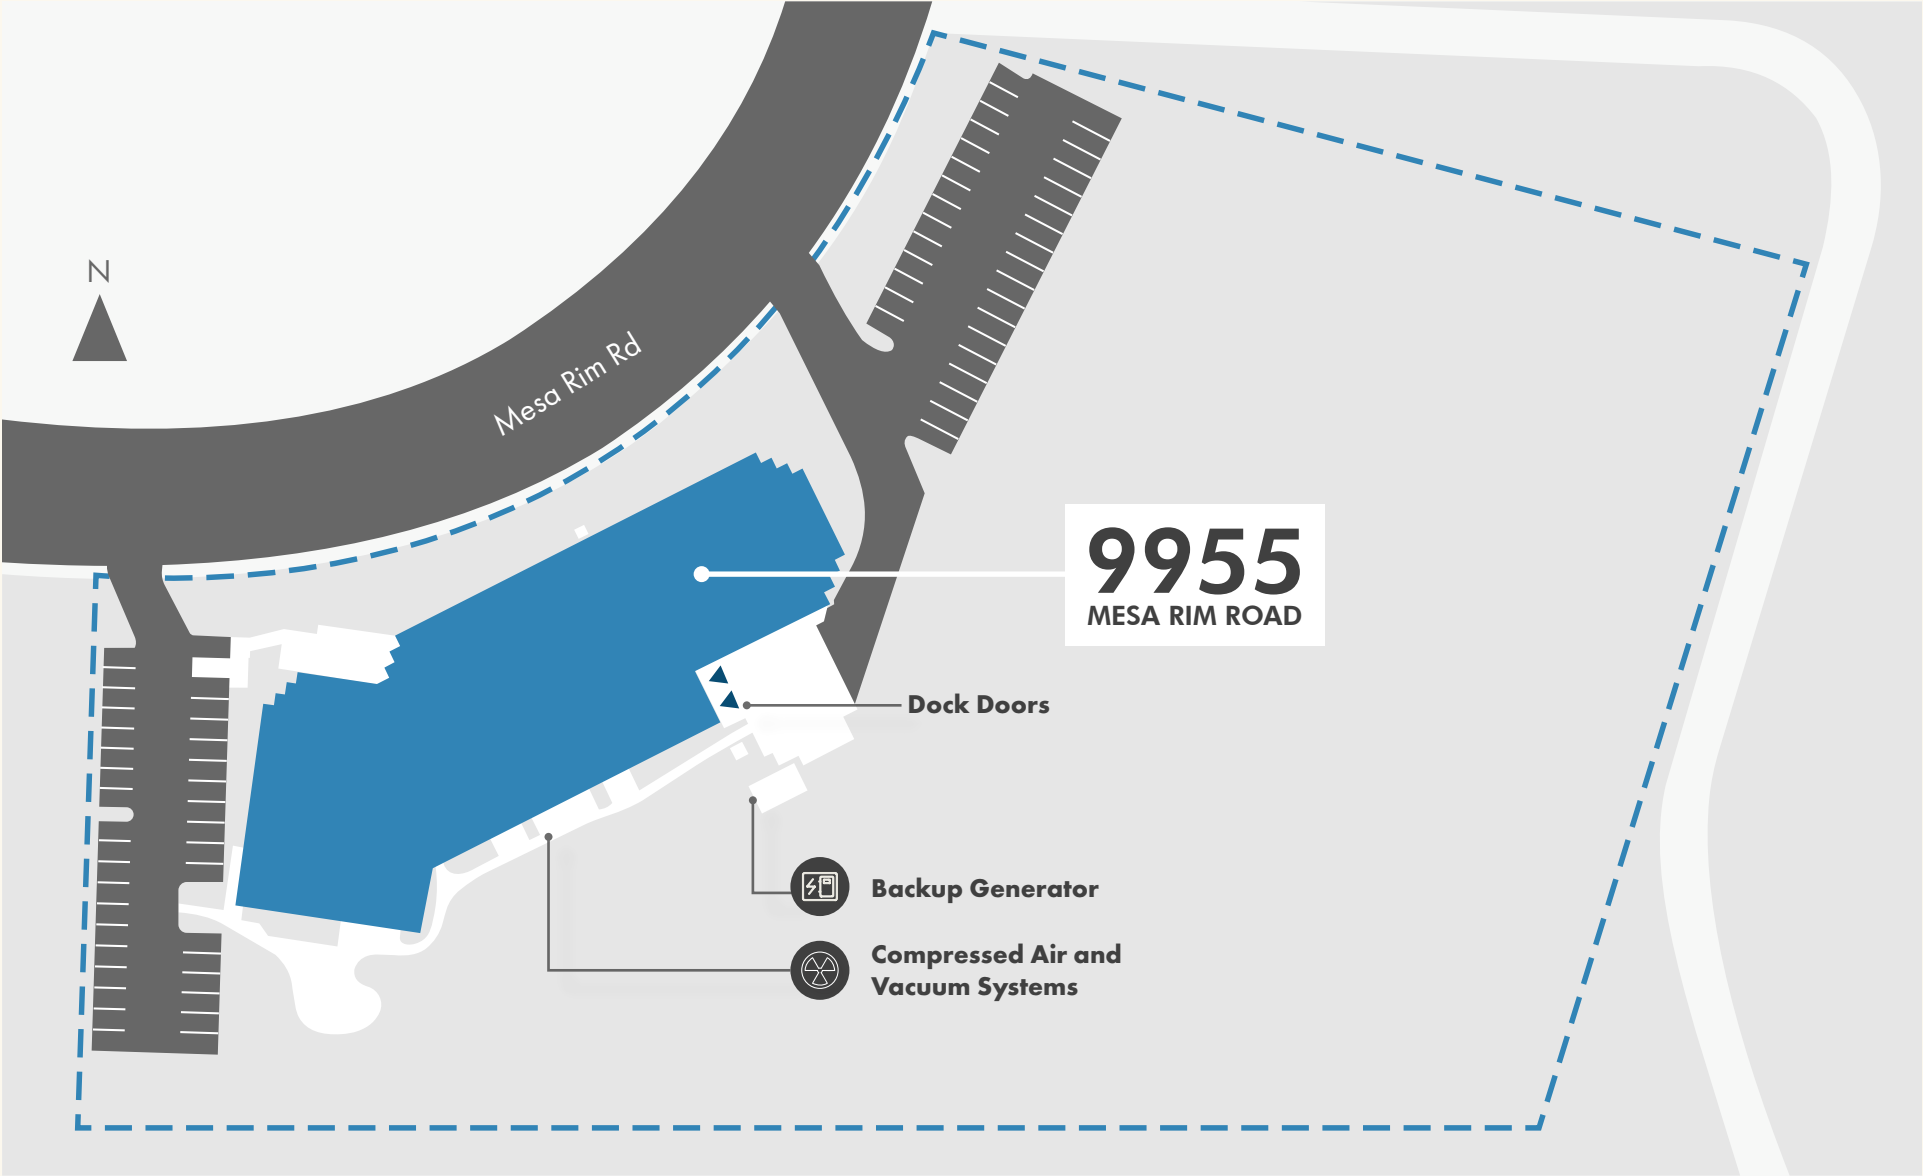 N
Mesa Rim Rd
9955
MESA RIM ROAD
Dock Doors
Backup Generator
Compressed Air and
Vacuum Systems